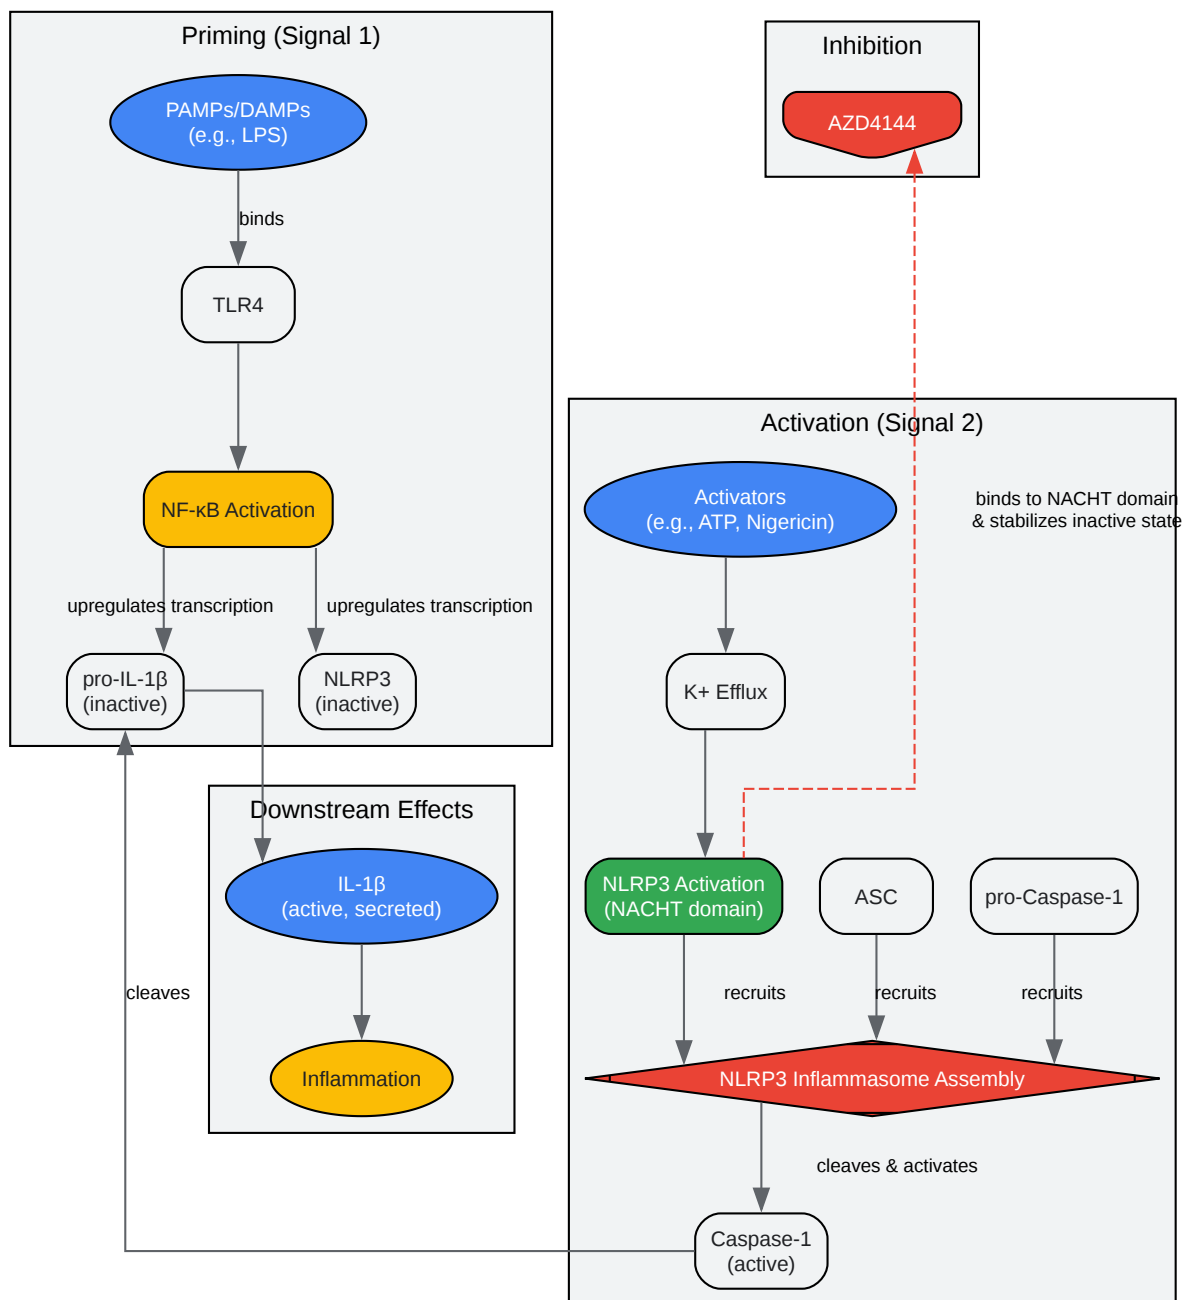 Priming (Signal 1)
PAMPs/DAMPs
(e.g., LPS)
binds
TLR4
NF-κB Activation
upregulates transcription
upregulates transcription
pro-IL-1β
(inactive)
NLRP3
(inactive)
Inhibition
AZD4144
Activation (Signal 2)
Activators
(e.g., ATP, Nigericin)
binds to NACHT domain
& stabilizes inactive state
K+ Efflux
NLRP3 Activation
(NACHT domain)
ASC
pro-Caspase-1
recruits
recruits
recruits
NLRP3 Inflammasome Assembly
cleaves & activates
Caspase-1
(active)
Downstream Effects
IL-1β
(active, secreted)
cleaves
Inflammation